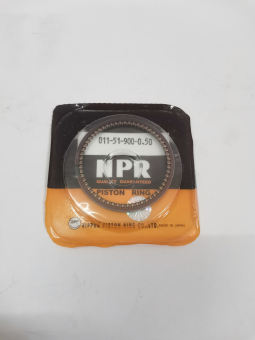 011-51-900-0.50
NPR
QUALITY GUARANTEED
PISTON RING
NIPPON PISTON RING CO., LTD. MADE IN JAPAN